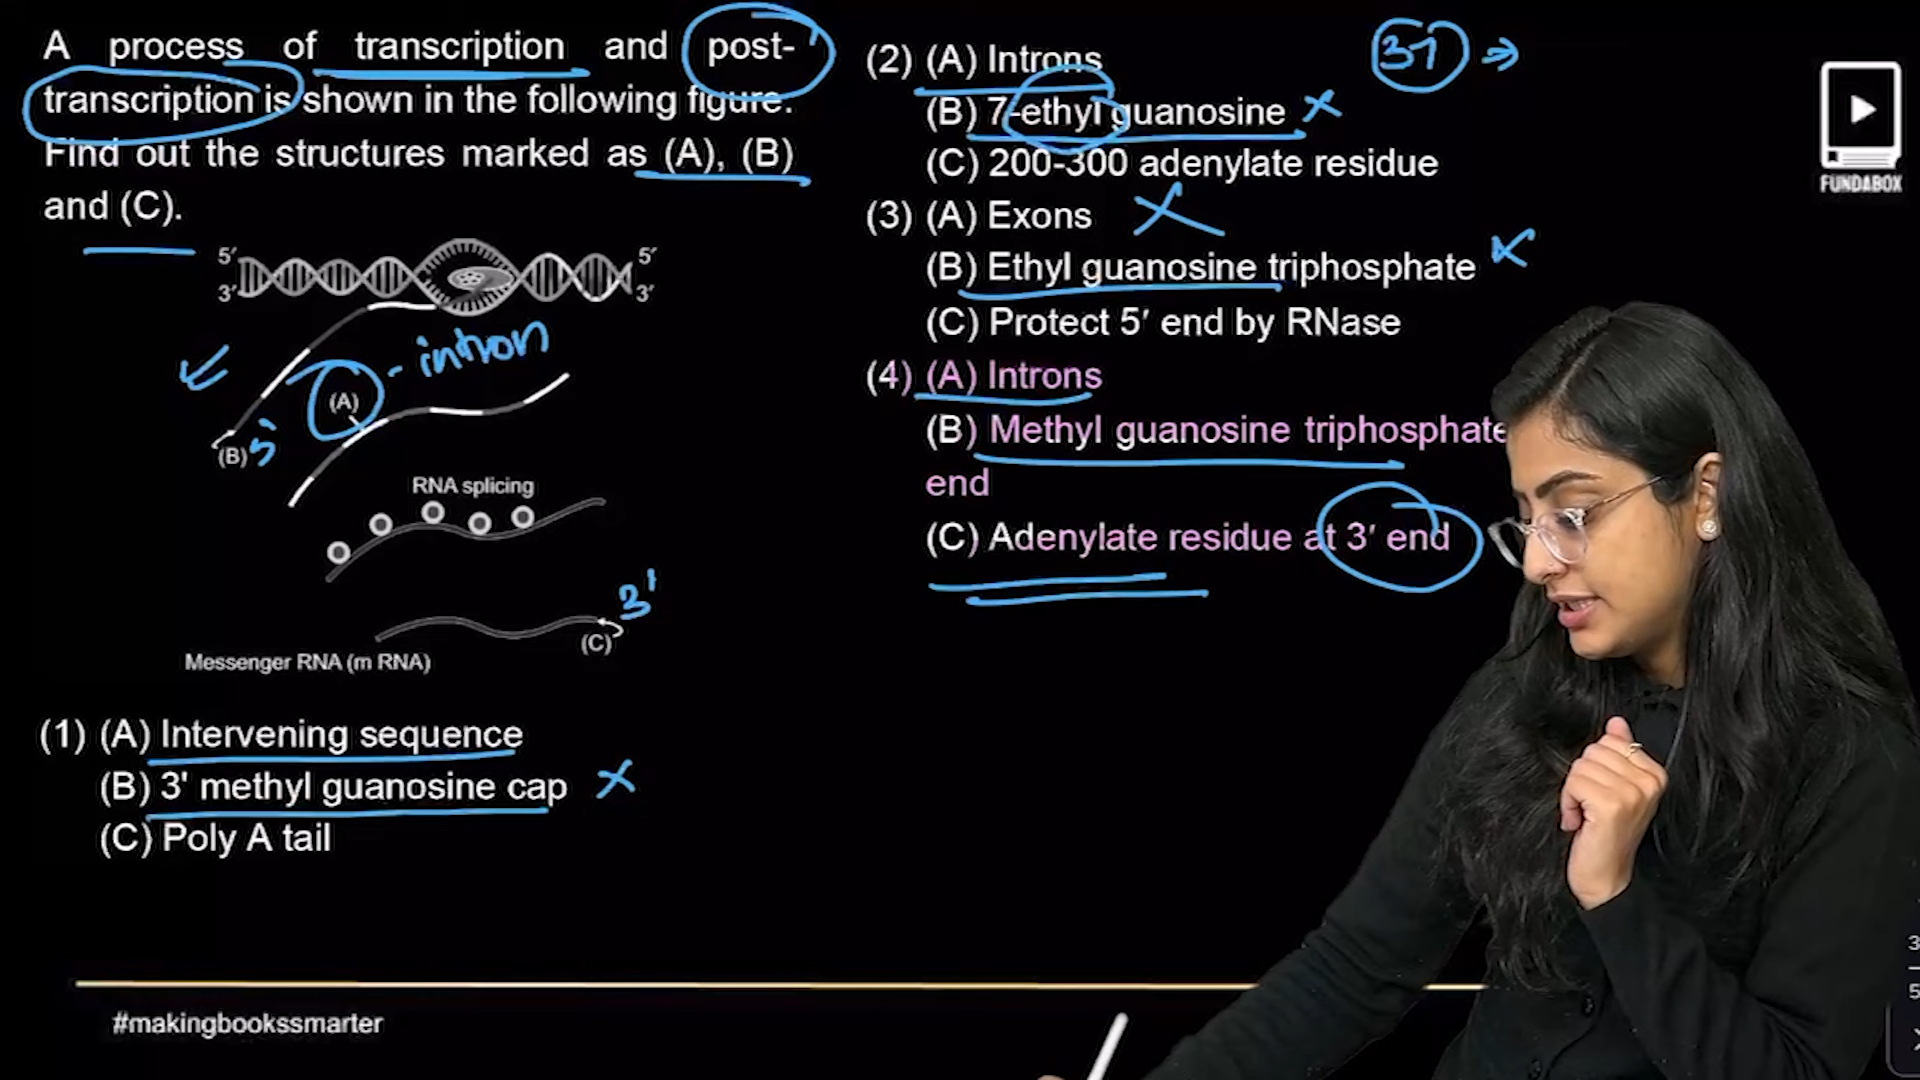 A process of transcription and post-
transcription is shown in the following figure.
Find out the structures marked as (A), (B)
and (C).
5′ 5′
3′ 3′
- intron
(A)
(B) 5'
RNA splicing
3'
(C)
Messenger RNA (m RNA)
(1) (A) Intervening sequence
(B) 3' methyl guanosine cap ×
(C) Poly A tail
(2) (A) Introns
(B) 7-ethyl guanosine ×
(C) 200-300 adenylate residue
(3) (A) Exons ×
(B) Ethyl guanosine triphosphate ×
(C) Protect 5′ end by RNase
(4) (A) Introns
(B) Methyl guanosine triphosphate
end
(C) Adenylate residue at 3′ end
FUNDABOX
#makingbookssmarter
3
5